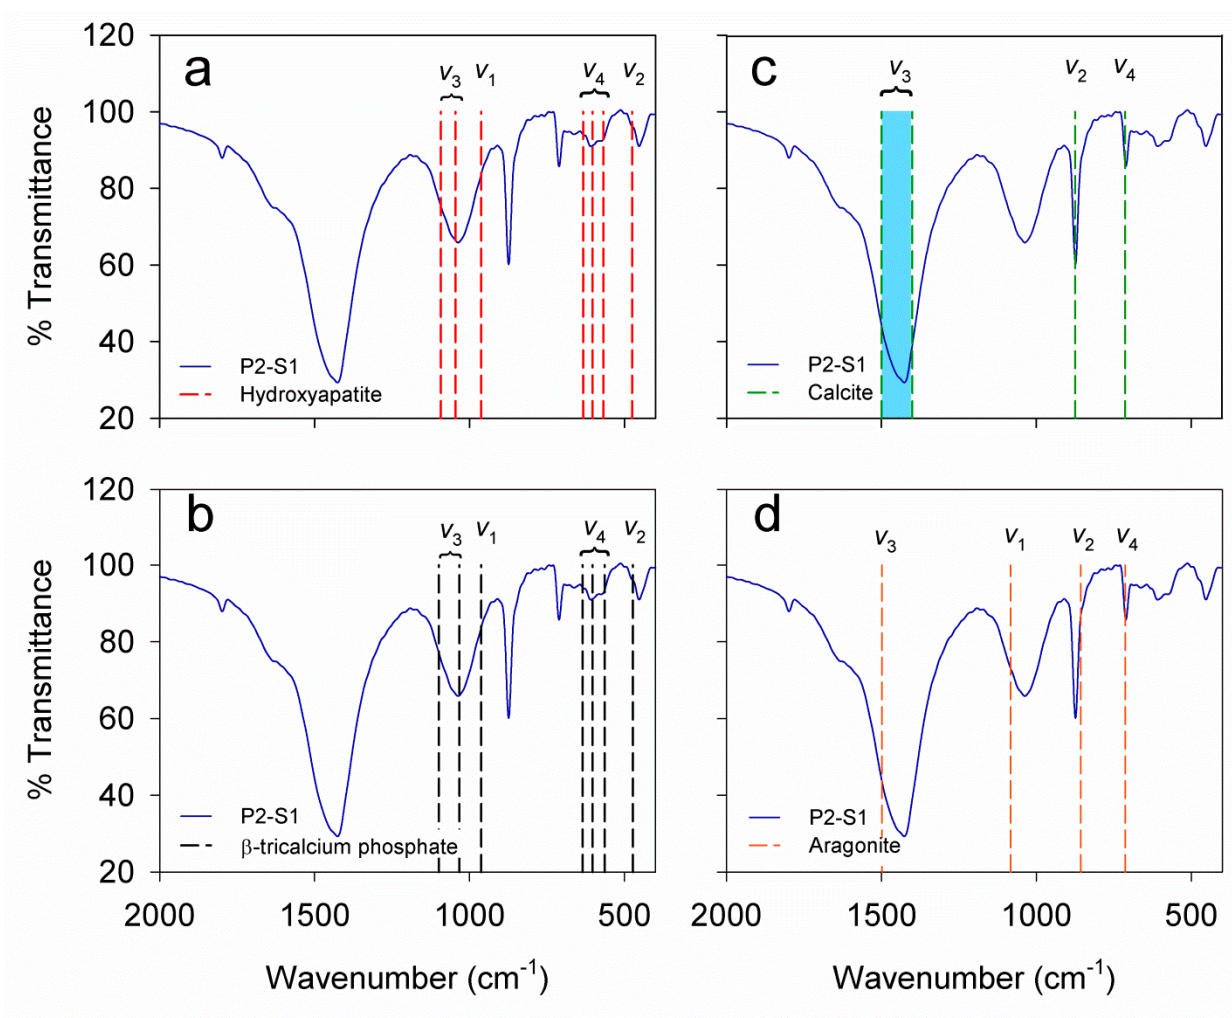 120
100
80
60
40
20
% Transmittance
a
v3
v1
v4
v2
P2-S1
Hydroxyapatite
c
v3
v2
v4
P2-S1
Calcite
120
100
80
60
40
20
% Transmittance
b
v3
v1
v4
v2
P2-S1
β-tricalcium phosphate
2000 1500 1000 500
Wavenumber (cm-1)
d
v3
v1
v2
v4
P2-S1
Aragonite
2000 1500 1000 500
Wavenumber (cm-1)